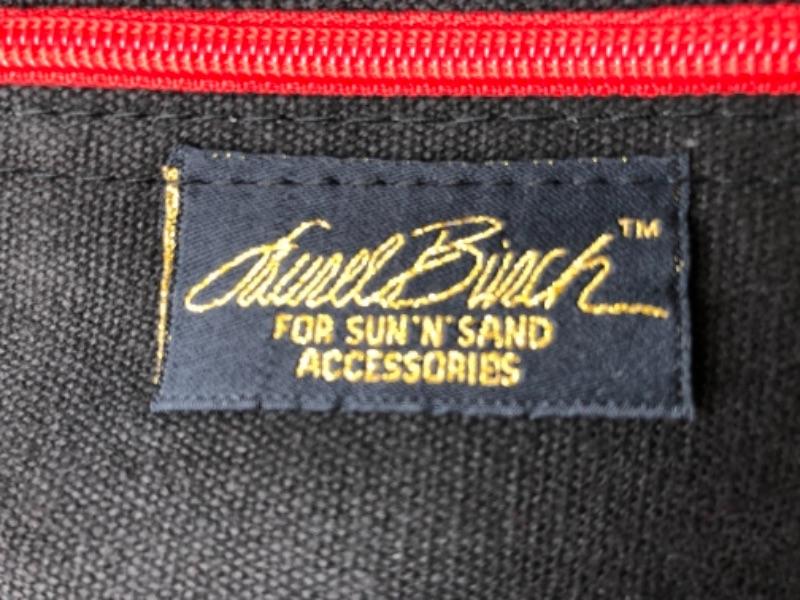 Laurel Burch™
FOR SUN 'N' SAND
ACCESSORIES